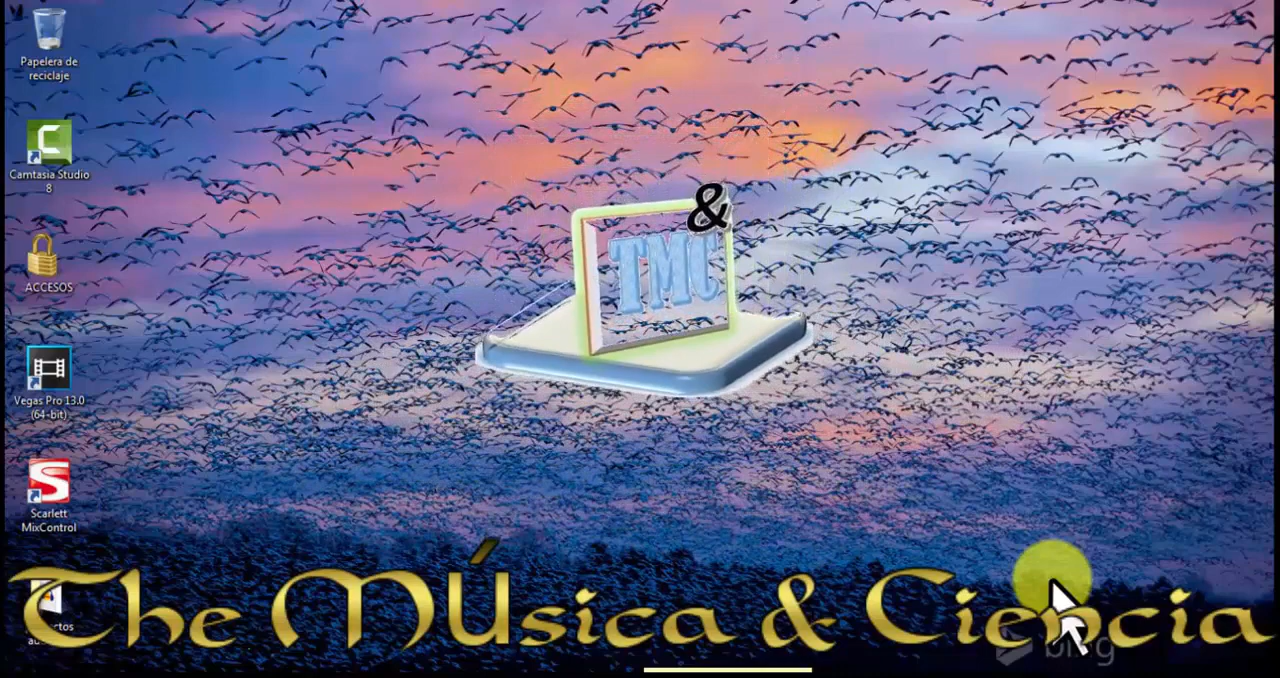 Papelera de
reciclaje
Camtasia Studio
8
ACCESOS
Vegas Pro 13.0
(64-bit)
Scarlett
MixControl
&
TMC
The Música & Ciencia
bing